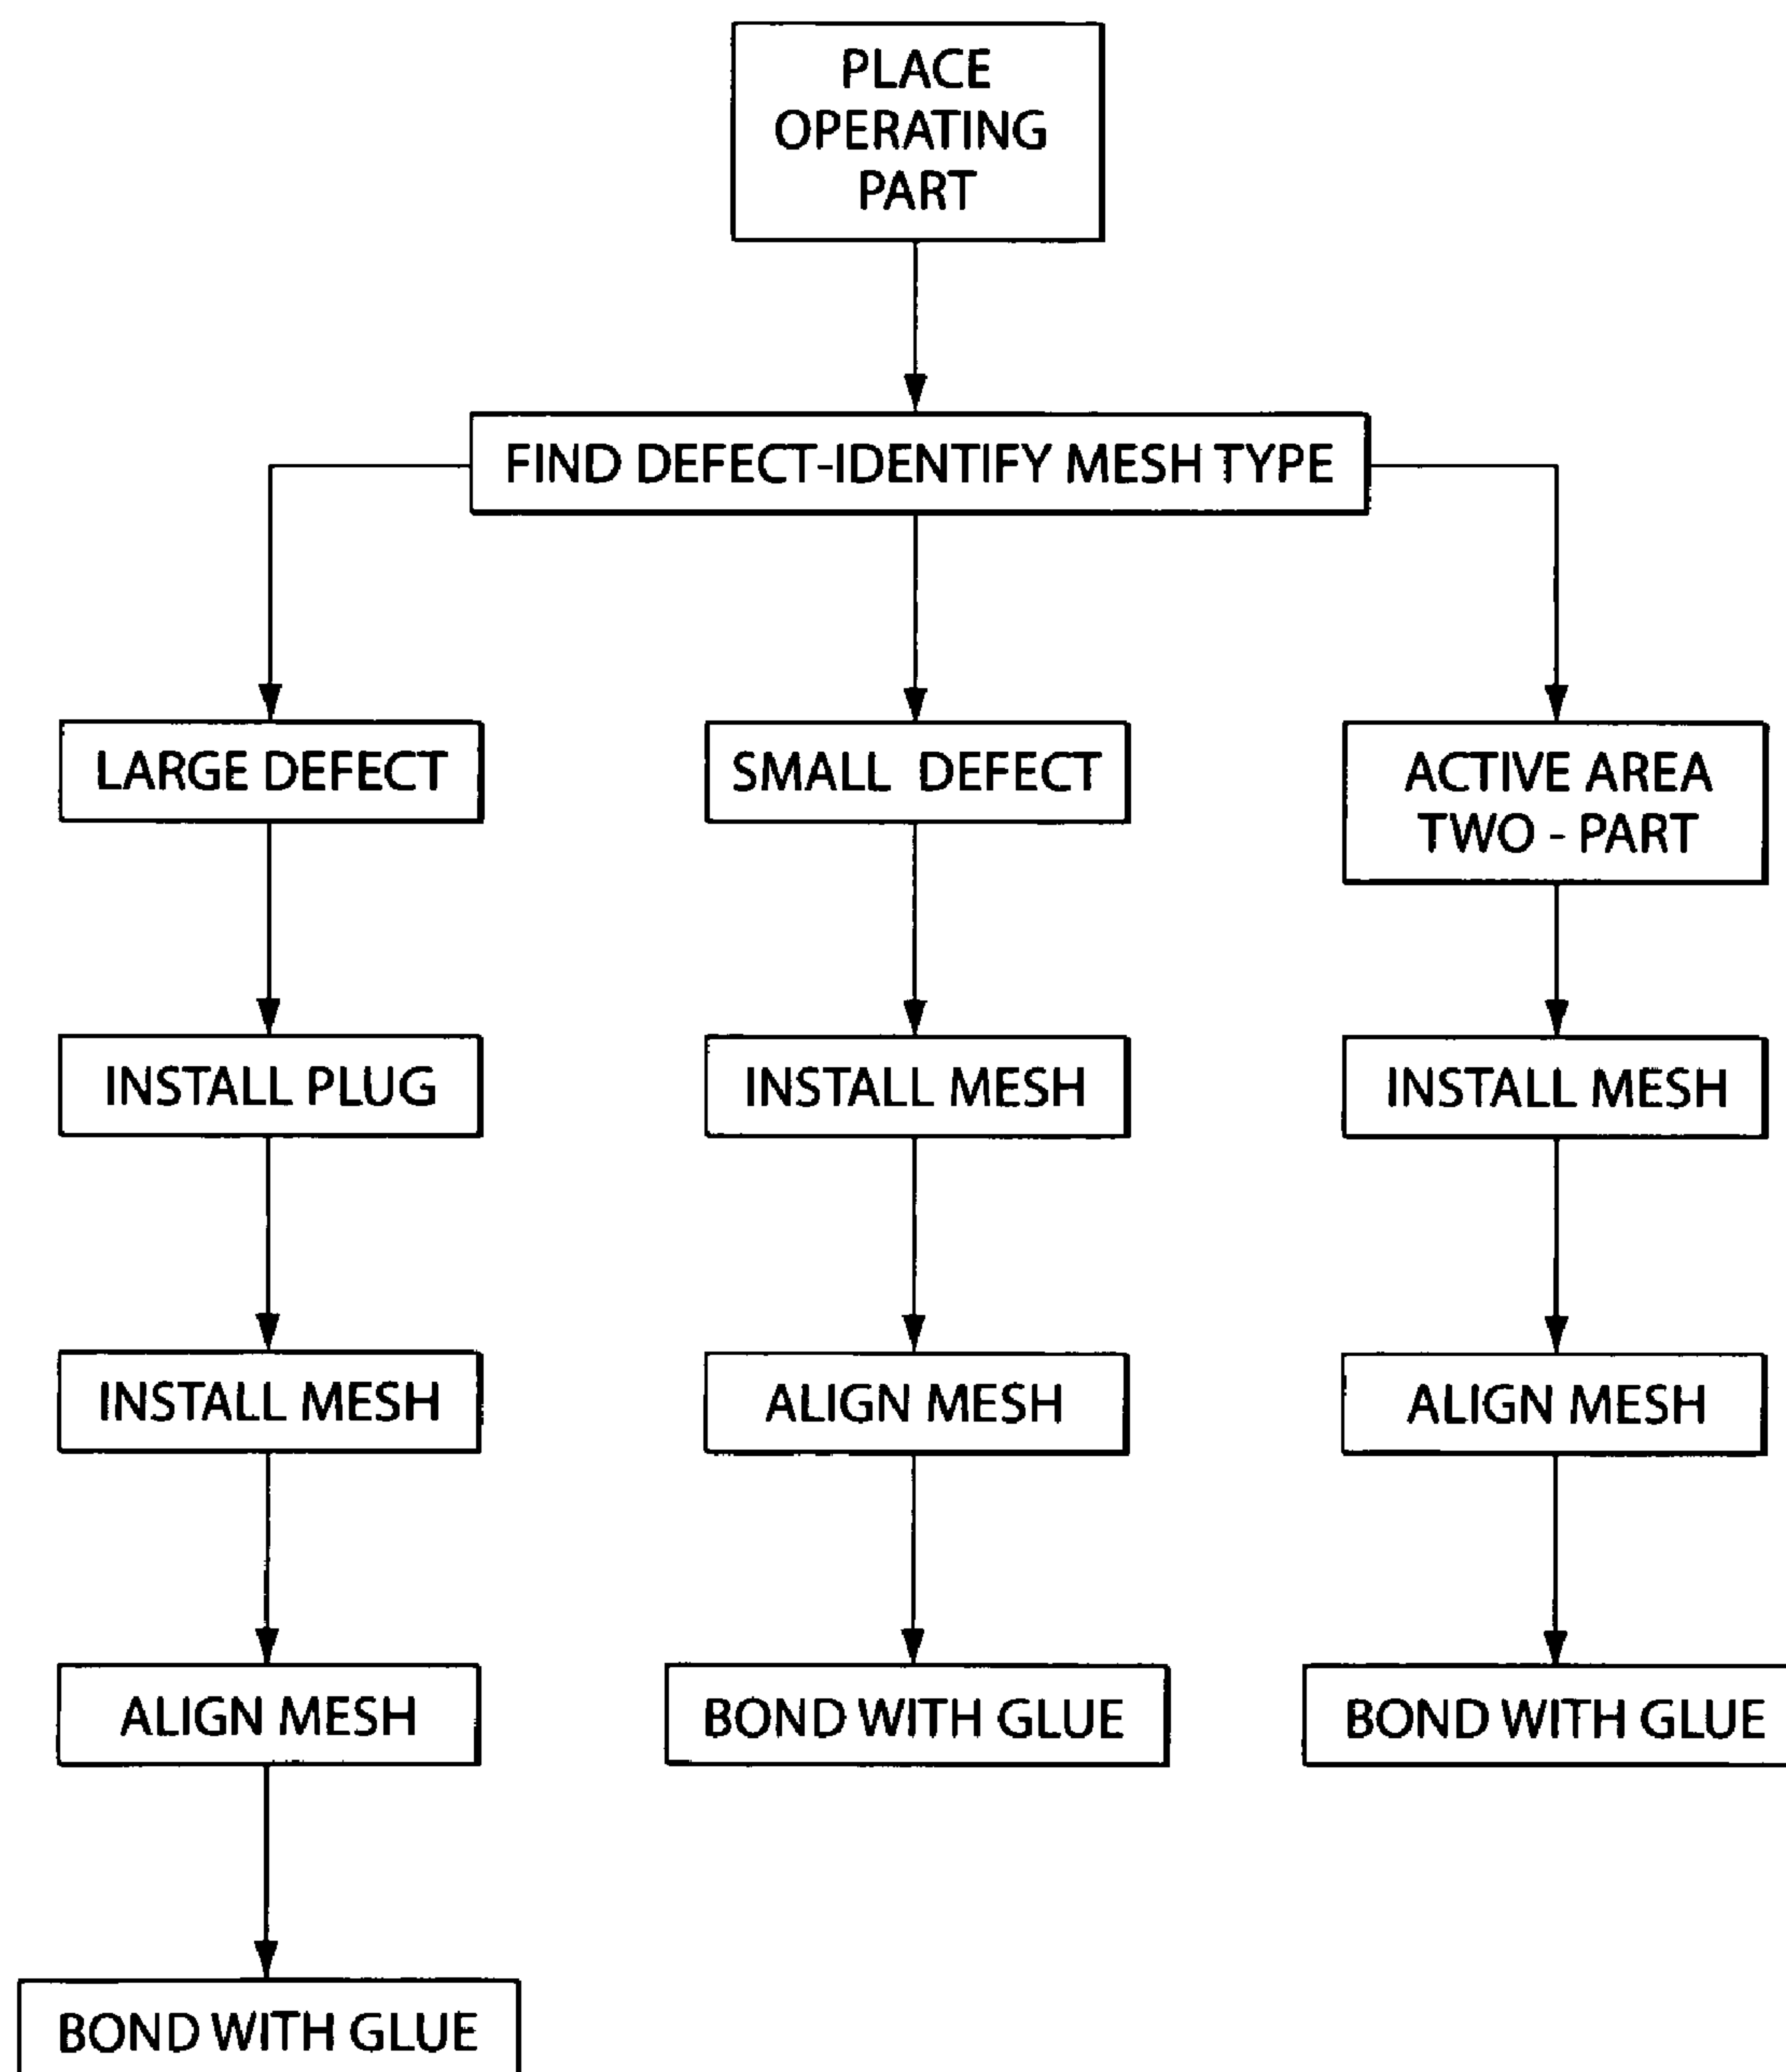 PLACE
OPERATING
PART
FIND DEFECT-IDENTIFY MESH TYPE
LARGE DEFECT
SMALL DEFECT
ACTIVE AREA
TWO - PART
INSTALL PLUG
INSTALL MESH
INSTALL MESH
INSTALL MESH
ALIGN MESH
ALIGN MESH
ALIGN MESH
BOND WITH GLUE
BOND WITH GLUE
BOND WITH GLUE